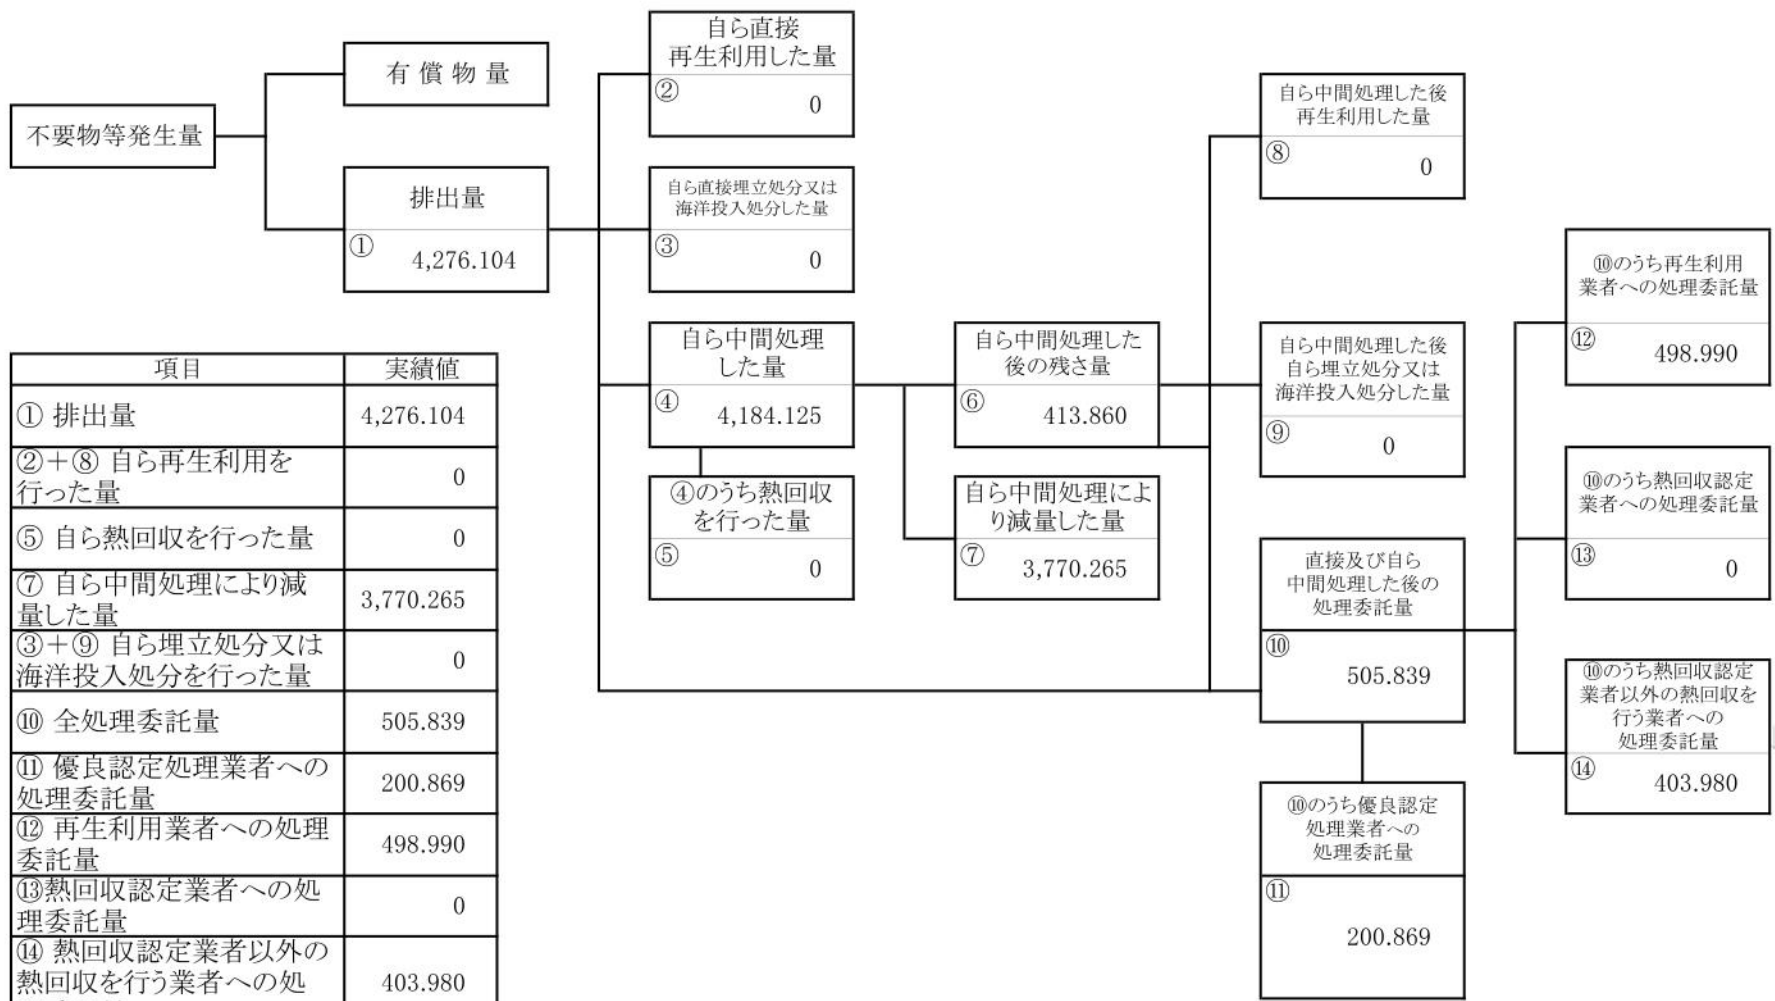 不要物等発生量
有償物量
排出量
① 4,276.104
自ら直接
再生利用した量
② 0
自ら直接埋立処分又は
海洋投入処分した量
③ 0
自ら中間処理
した量
④ 4,184.125
④のうち熱回収
を行った量
⑤ 0
自ら中間処理した
後の残さ量
⑥ 413.860
自ら中間処理によ
り減量した量
⑦ 3,770.265
自ら中間処理した後
再生利用した量
⑧ 0
自ら中間処理した後
自ら埋立処分又は
海洋投入処分した量
⑨ 0
直接及び自ら
中間処理した後の
処理委託量
⑩ 505.839
⑩のうち優良認定
処理業者への
処理委託量
⑪ 200.869
⑩のうち再生利用
業者への処理委託量
⑫ 498.990
⑩のうち熱回収認定
業者への処理委託量
⑬ 0
⑩のうち熱回収認定
業者以外の熱回収を
行う業者への
処理委託量
⑭ 403.980
項目 実績値
① 排出量 4,276.104
②+⑧ 自ら再生利用を
行った量 0
⑤ 自ら熱回収を行った量 0
⑦ 自ら中間処理により減
量した量 3,770.265
③+⑨ 自ら埋立処分又は
海洋投入処分を行った量 0
⑩ 全処理委託量 505.839
⑪ 優良認定処理業者への
処理委託量 200.869
⑫ 再生利用業者への処理
委託量 498.990
⑬熱回収認定業者への処
理委託量 0
⑭ 熱回収認定業者以外の
熱回収を行う業者への処 403.980